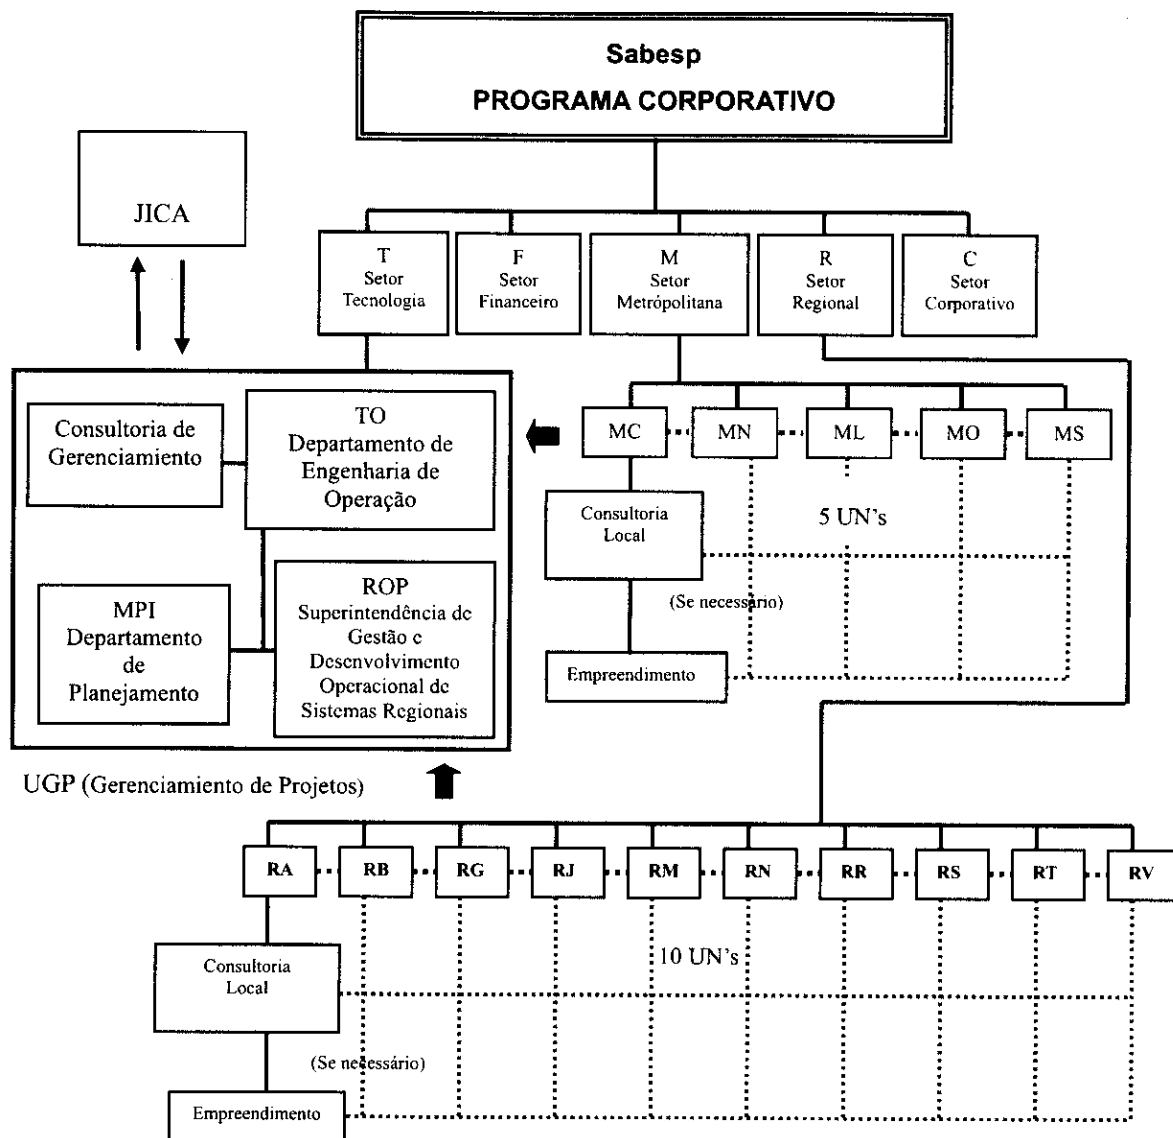 Sabesp
PROGRAMA CORPORATIVO
JICA
T
Setor
Tecnologia
F
Setor
Financeiro
M
Setor
Metrópolitana
R
Setor
Regional
C
Setor
Corporativo
Consultoria de
Gerenciamiento
TO
Departamento de
Engenharia de
Operação
MPI
Departamento
de
Planejamento
ROP
Superintendência de
Gestão e
Desenvolvimento
Operacional de
Sistemas Regionais
MC
MN
ML
MO
MS
Consultoria
Local
5 UN's
(Se necessário)
Empreendimento
UGP (Gerenciamiento de Projetos)
RA
RB
RG
RJ
RM
RN
RR
RS
RT
RV
Consultoria
Local
10 UN's
(Se necessário)
Empreendimento